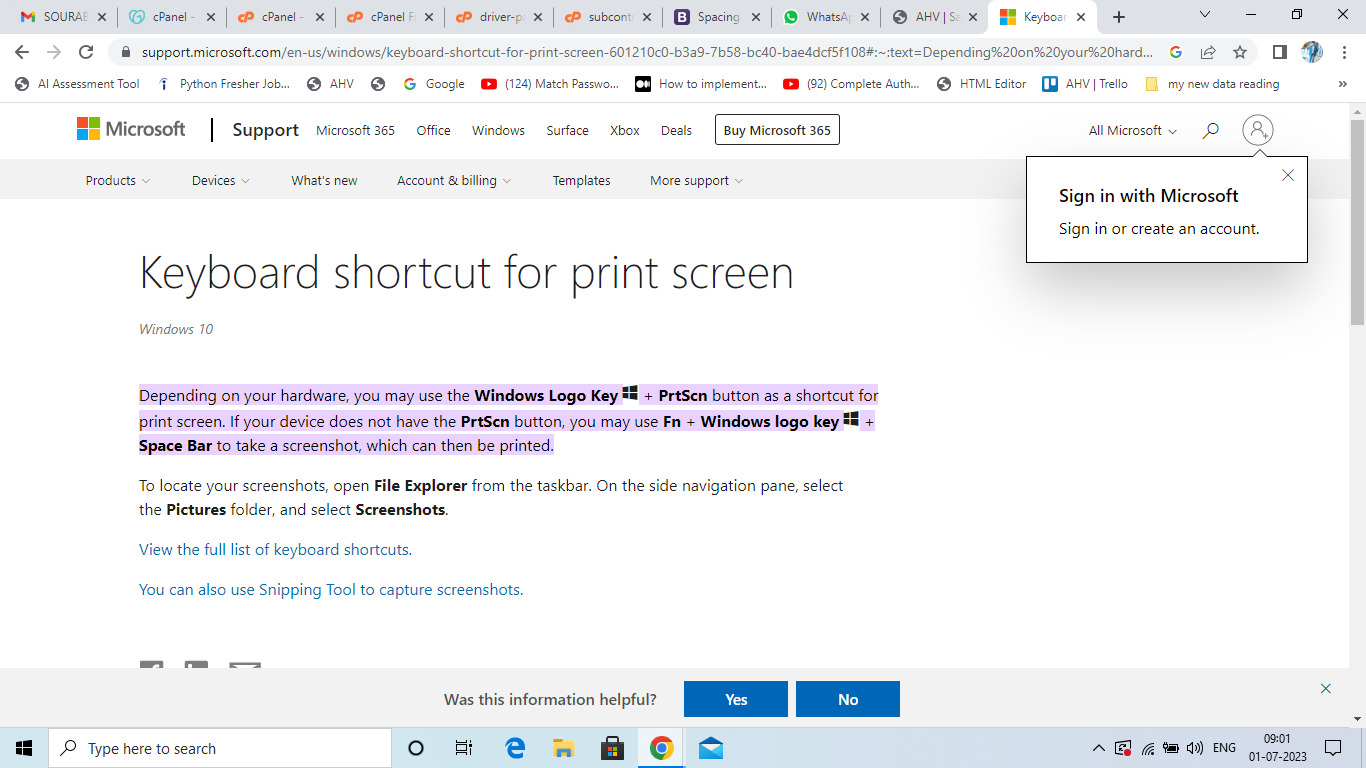 SOURAB
cPanel -
cPanel -
cPanel F
driver-pa
subcont
Spacing
WhatsAp
AHV | Sa
Keyboar
support.microsoft.com/en-us/windows/keyboard-shortcut-for-print-screen-601210c0-b3a9-7b58-bc40-bae4dcf5f108#:~:text=Depending%20on%20your%20hard...
AI Assessment Tool
Python Fresher Job...
AHV
Google
(124) Match Passwo...
How to implement...
(92) Complete Auth...
HTML Editor
AHV | Trello
my new data reading
»
Microsoft
Support
Microsoft 365
Office
Windows
Surface
Xbox
Deals
Buy Microsoft 365
All Microsoft
Products
Devices
What's new
Account & billing
Templates
More support
Sign in with Microsoft
Sign in or create an account.
Keyboard shortcut for print screen
Windows 10
Depending on your hardware, you may use the Windows Logo Key + PrtScn button as a shortcut for
print screen. If your device does not have the PrtScn button, you may use Fn + Windows logo key +
Space Bar to take a screenshot, which can then be printed.
To locate your screenshots, open File Explorer from the taskbar. On the side navigation pane, select
the Pictures folder, and select Screenshots.
View the full list of keyboard shortcuts.
You can also use Snipping Tool to capture screenshots.
Was this information helpful?
Yes
No
Type here to search
ENG
09:01
01-07-2023